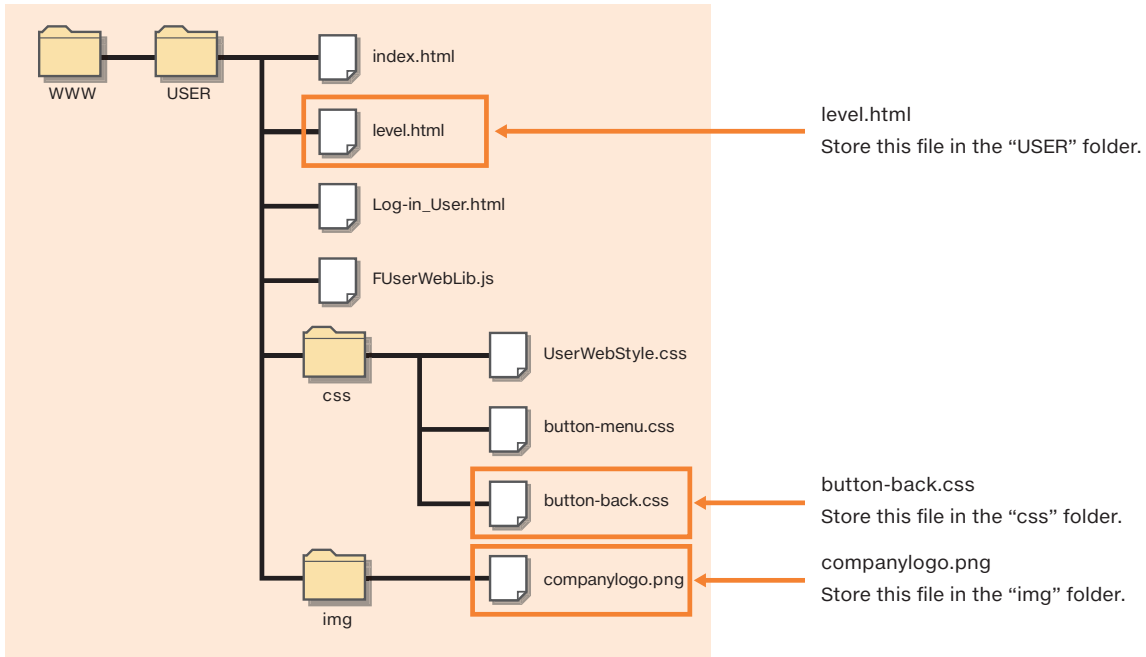 WWW
USER
index.html
level.html
Log-in_User.html
FUserWebLib.js
css
UserWebStyle.css
button-menu.css
button-back.css
img
companylogo.png
level.html
Store this file in the “USER” folder.
button-back.css
Store this file in the “css” folder.
companylogo.png
Store this file in the “img” folder.